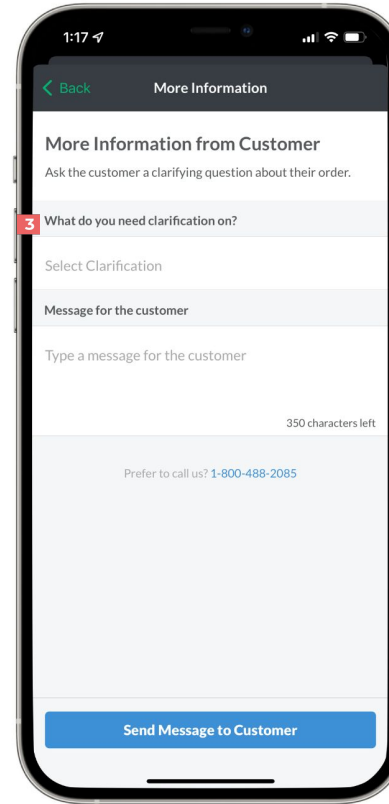 1:17
Back
More Information
More Information from Customer
Ask the customer a clarifying question about their order.
3
What do you need clarification on?
Select Clarification
Message for the customer
Type a message for the customer
350 characters left
Prefer to call us? 1-800-488-2085
Send Message to Customer